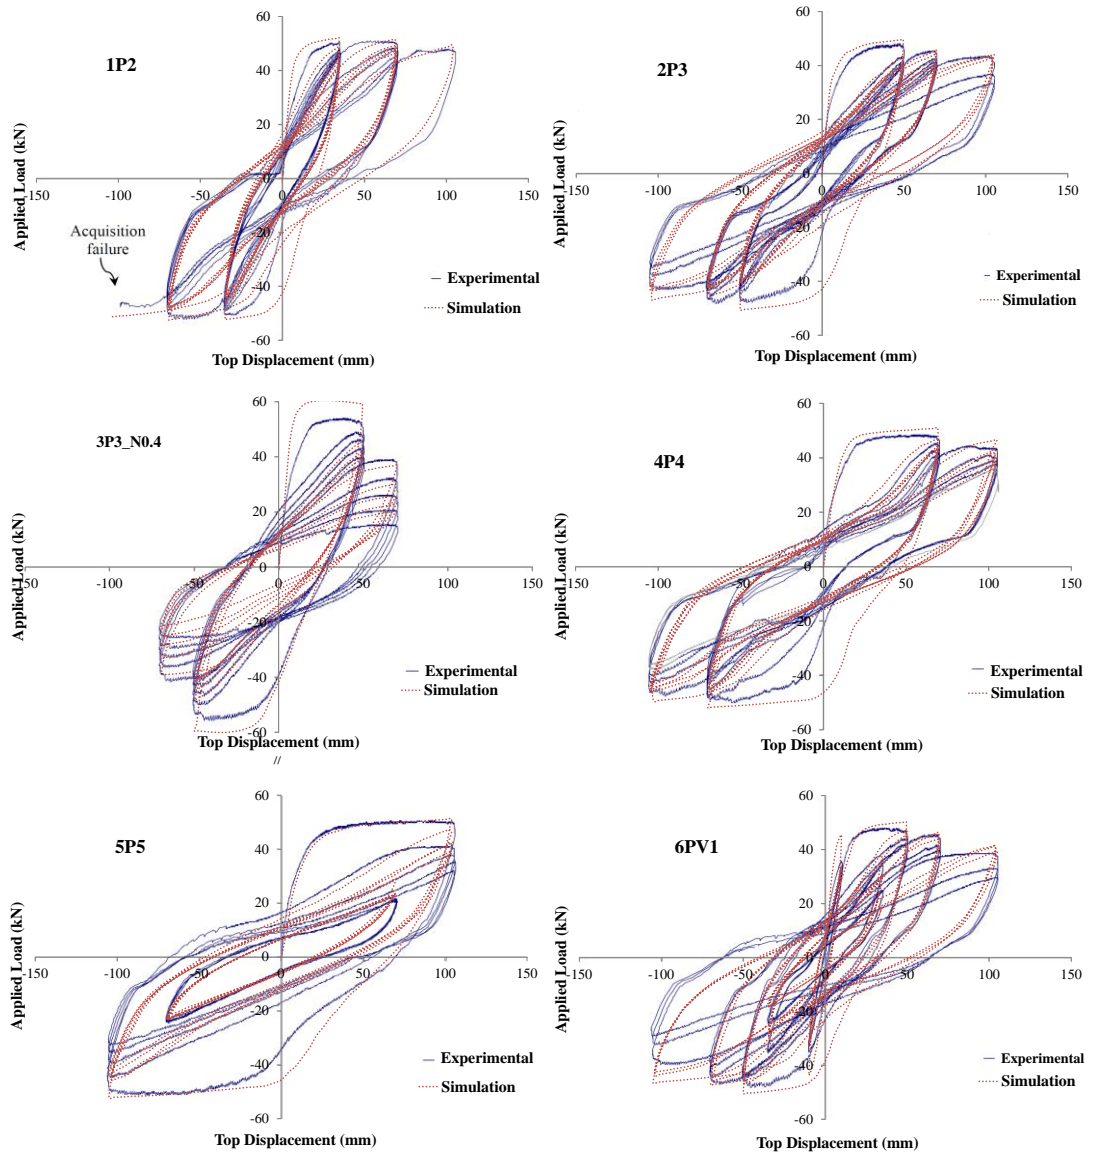 1P2
60
40
20
-20
-40
-60
-150
-100
-50
0
50
100
150
Applied Load (kN)
Acquisition
failure
Experimental
Simulation
Top Displacement (mm)
2P3
60
40
20
0
-20
-40
-60
-150
-100
-50
0
50
100
150
Applied Load (kN)
Experimental
Simulation
Top Displacement (mm)
3P3_N0.4
60
40
20
0
-20
-40
-60
-150
-100
-50
0
50
100
150
Applied Load (kN)
Experimental
Simulation
Top Displacement (mm)
//
4P4
60
40
20
0
-20
-40
-60
-150
-100
-50
0
50
100
150
Applied Load (kN)
Experimental
Simulation
Top Displacement (mm)
5P5
60
40
20
0
-20
-40
-60
-150
-100
-50
0
50
100
150
Applied Load (kN)
Experimental
Simulation
Top Displacement (mm)
6PV1
60
40
20
0
-20
-40
-60
-150
-100
-50
0
50
100
150
Applied Load (kN)
Experimental
Simulation
Top Displacement (mm)